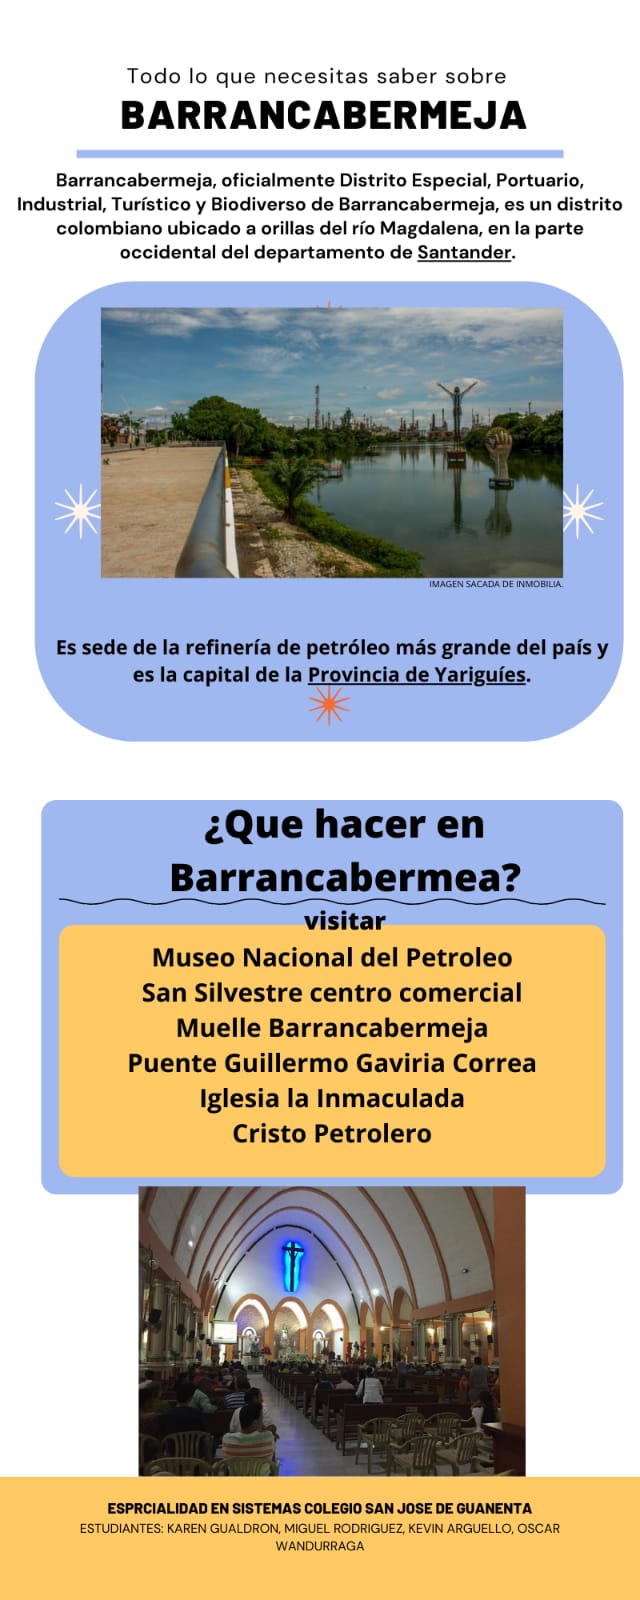 Todo lo que necesitas saber sobre
BARRANCABERMEJA
Barrancabermeja, oficialmente Distrito Especial, Portuario,
Industrial, Turístico y Biodiverso de Barrancabermeja, es un distrito
colombiano ubicado a orillas del río Magdalena, en la parte
occidental del departamento de Santander.
IMAGEN SACADA DE INMOBILIA.
Es sede de la refinería de petróleo más grande del país y
es la capital de la Provincia de Yariguíes.
¿Que hacer en
Barrancabermea?
visitar
Museo Nacional del Petroleo
San Silvestre centro comercial
Muelle Barrancabermeja
Puente Guillermo Gaviria Correa
Iglesia la Inmaculada
Cristo Petrolero
ESPRCIALIDAD EN SISTEMAS COLEGIO SAN JOSE DE GUANENTA
ESTUDIANTES: KAREN GUALDRON, MIGUEL RODRIGUEZ, KEVIN ARGUELLO, OSCAR
WANDURRAGA